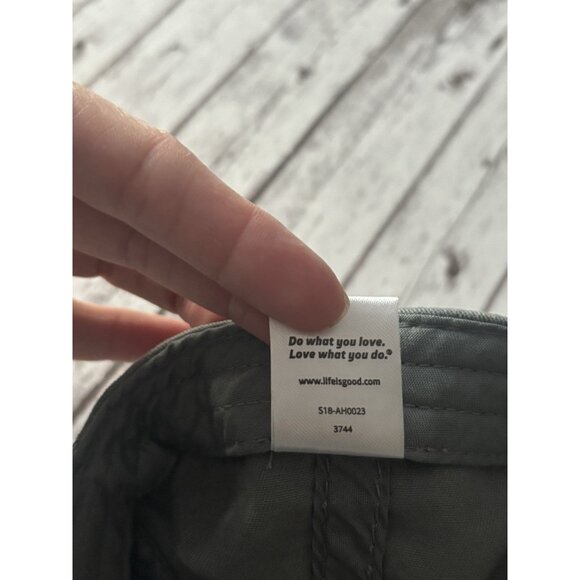 Do what you love.
Love what you do.®
www.lifeisgood.com
S18-AH0023
3744